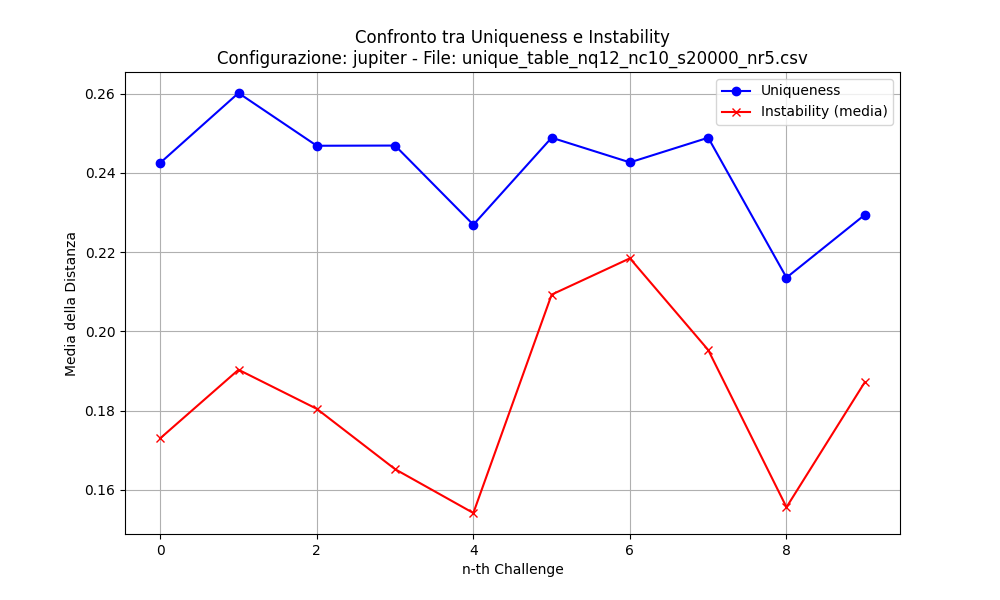 Confronto tra Uniqueness e Instability
Configurazione: jupiter - File: unique_table_nq12_nc10_s20000_nr5.csv
Uniqueness
Instability (media)
Media della Distanza
0.26
0.24
0.22
0.20
0.18
0.16
0 2 4 6 8
n-th Challenge